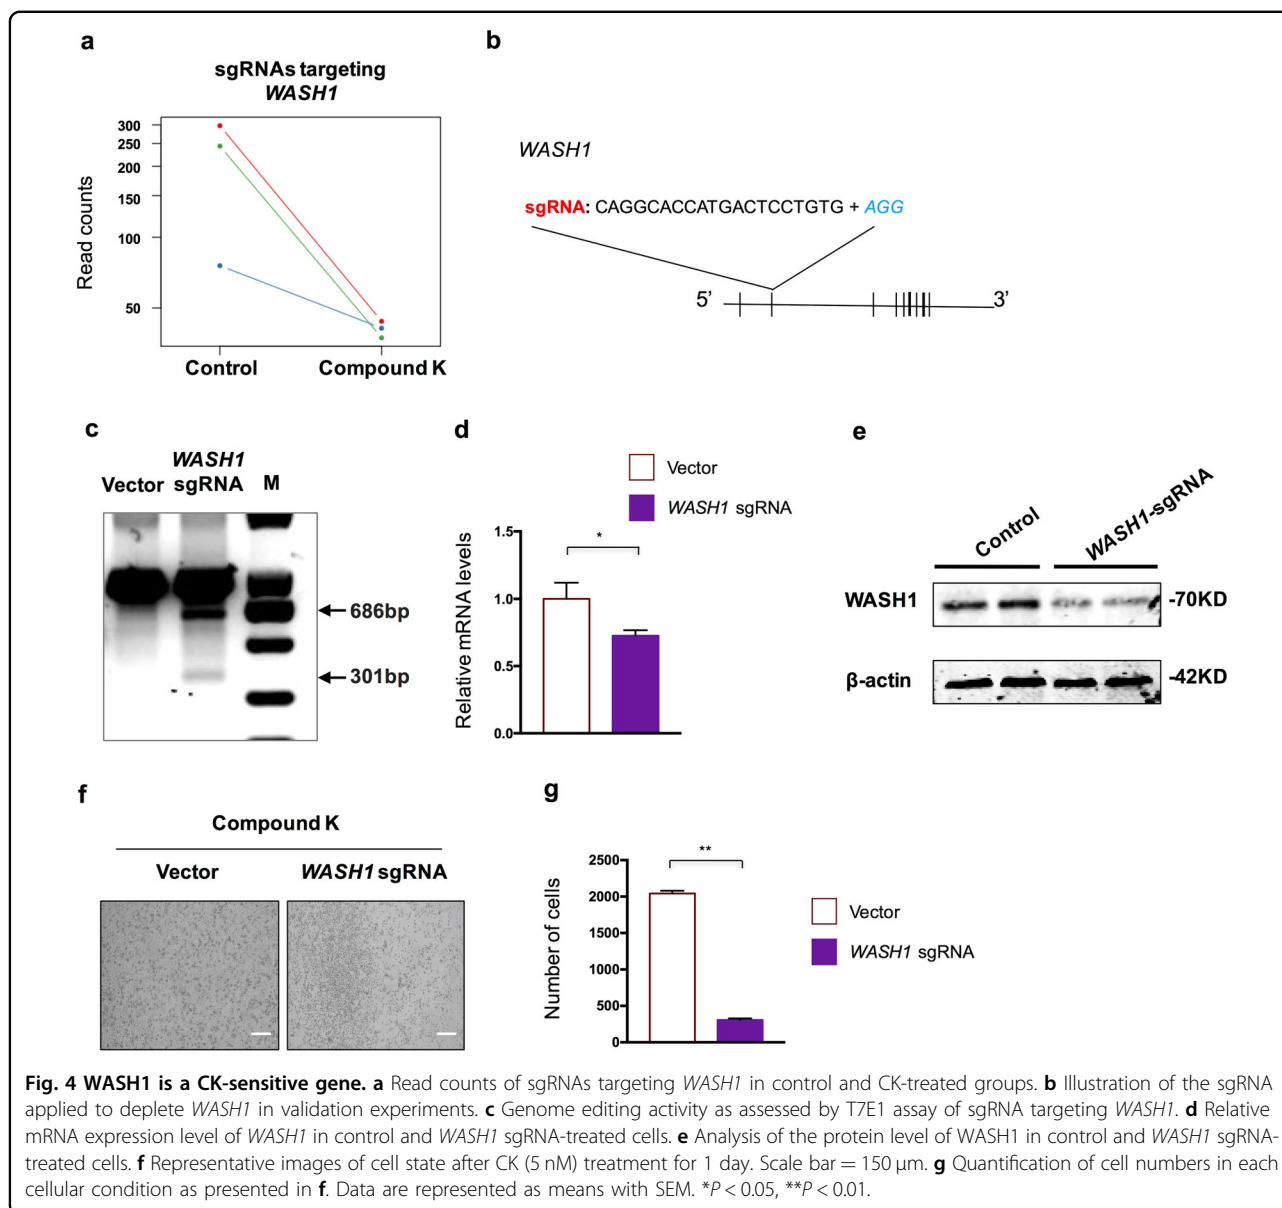 a
sgRNAs targeting
WASH1
300
250
200
150
100
50
Read counts
Control
Compound K
b
WASH1
sgRNA: CAGGCACCATGACTCCTGTG + AGG
5’
3’
c
WASH1
Vector sgRNA M
686bp
301bp
d
Vector
WASH1 sgRNA
1.5
1.0
0.5
0.0
Relative mRNA levels
*
e
Control
WASH1-sgRNA
WASH1
-70KD
β-actin
-42KD
f
Compound K
Vector
WASH1 sgRNA
g
2500
2000
1500
1000
500
0
Number of cells
**
Vector
WASH1 sgRNA
Fig. 4 WASH1 is a CK-sensitive gene. a Read counts of sgRNAs targeting WASH1 in control and CK-treated groups. b Illustration of the sgRNA
applied to deplete WASH1 in validation experiments. c Genome editing activity as assessed by T7E1 assay of sgRNA targeting WASH1. d Relative
mRNA expression level of WASH1 in control and WASH1 sgRNA-treated cells. e Analysis of the protein level of WASH1 in control and WASH1 sgRNA-
treated cells. f Representative images of cell state after CK (5 nM) treatment for 1 day. Scale bar = 150 μm. g Quantification of cell numbers in each
cellular condition as presented in f. Data are represented as means with SEM. *P < 0.05, **P < 0.01.